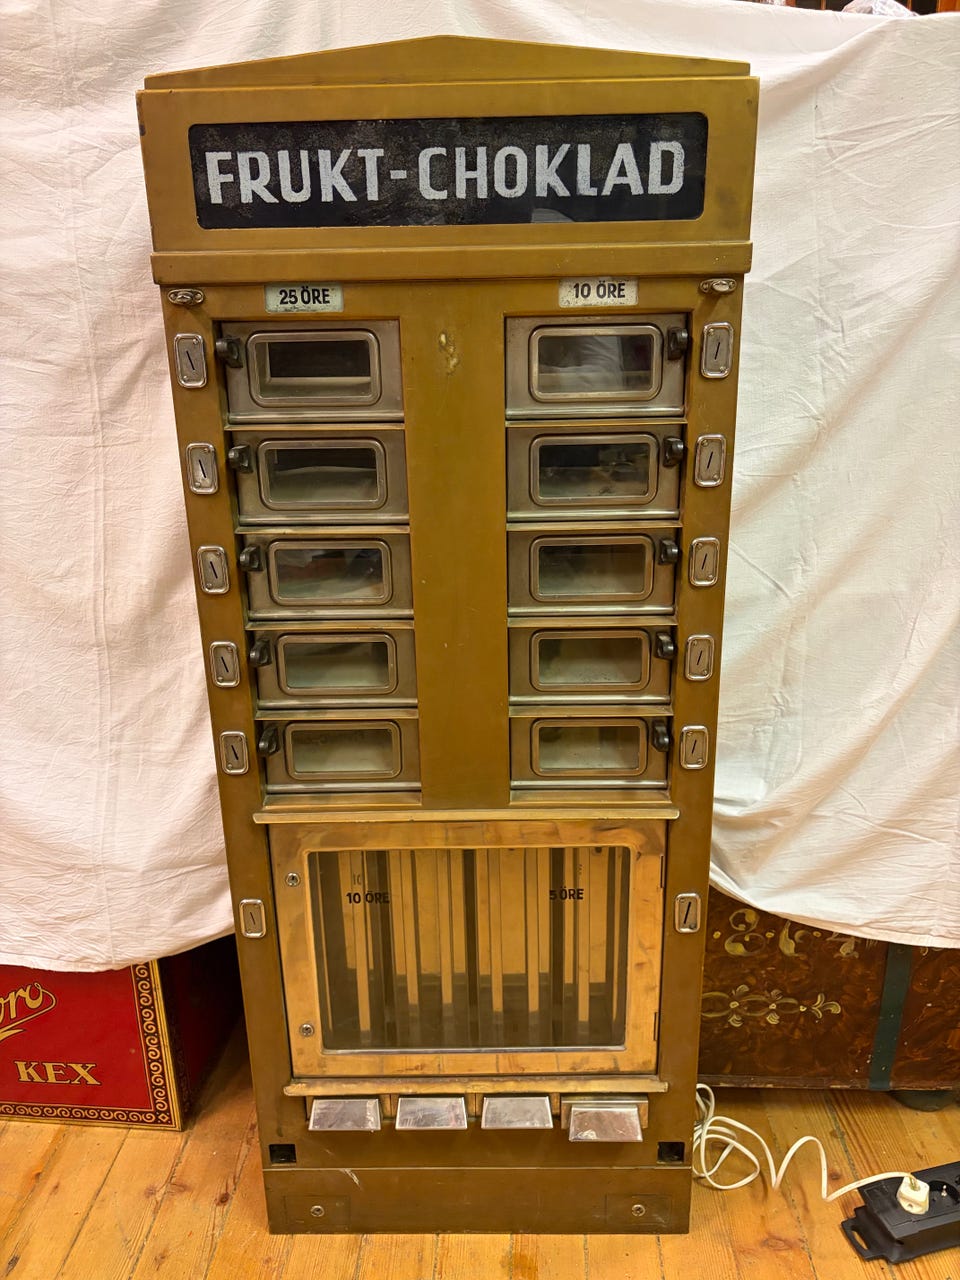 FRUKT-CHOKLAD
25 ÖRE
10 ÖRE
10 ÖRE
5 ÖRE
KEX